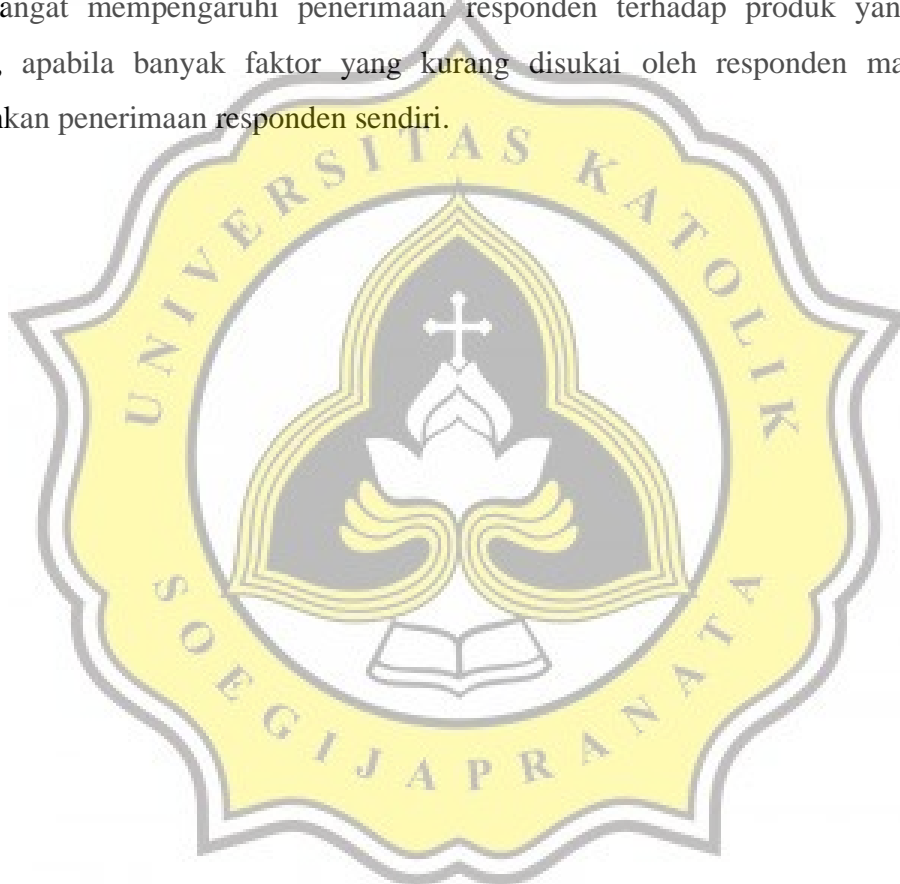 angat mempengaruhi penerimaan responden terhadap produk yan
, apabila banyak faktor yang kurang disukai oleh responden ma
kan penerimaan responden sendiri.
UNIVERSITAS KATOLIK
SOEGIJAPRANATA